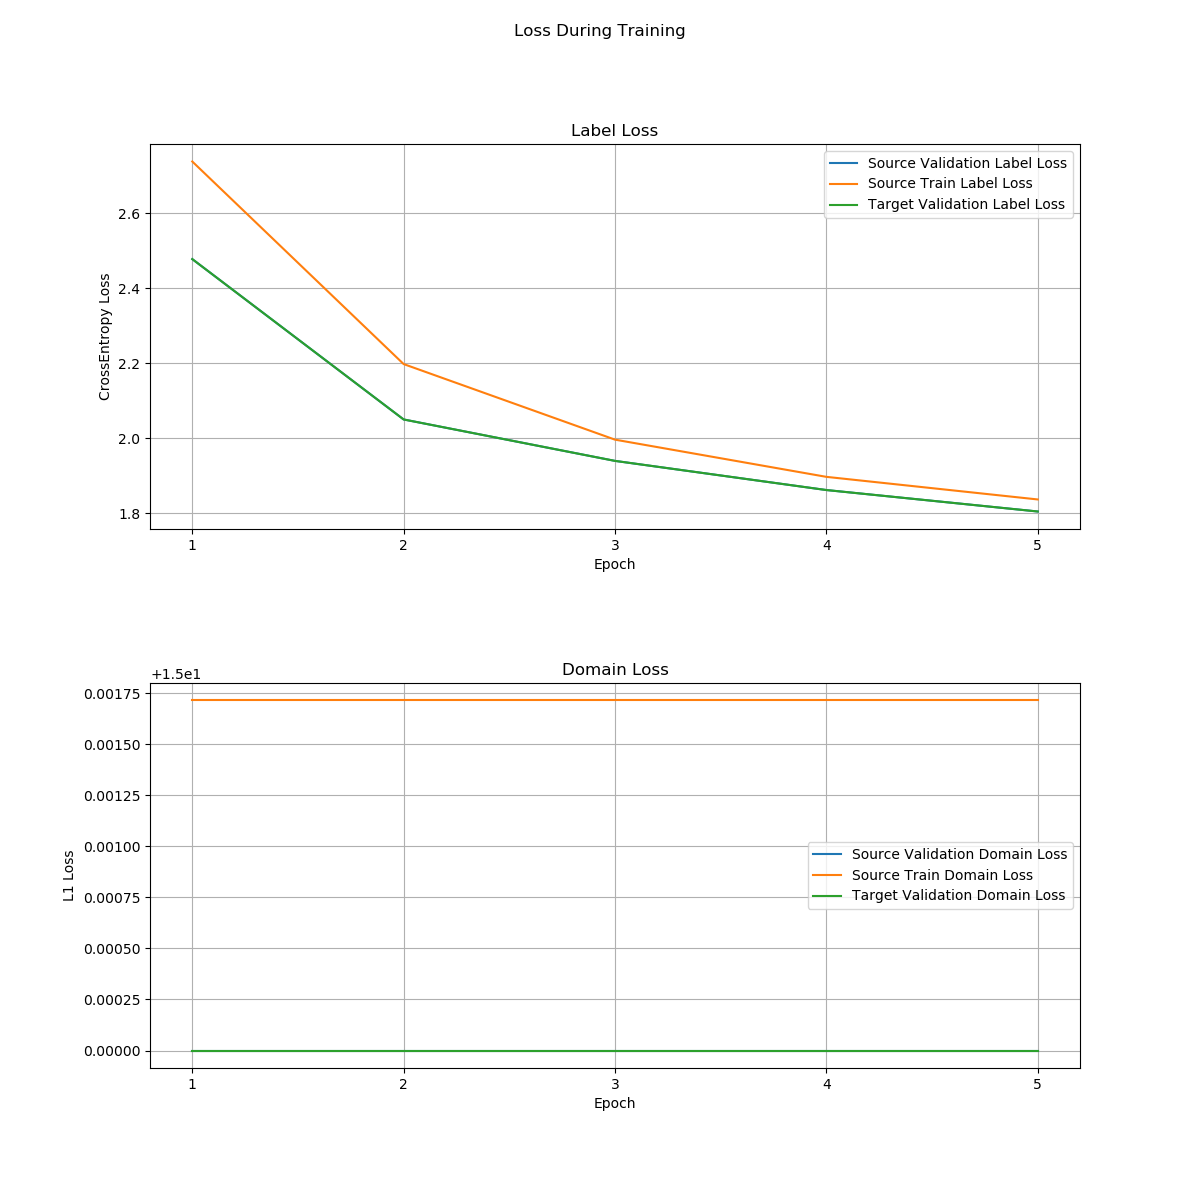 Loss During Training
Label Loss
Source Validation Label Loss
Source Train Label Loss
Target Validation Label Loss
2.6
2.4
2.2
2.0
1.8
CrossEntropy Loss
1 2 3 4 5
Epoch
Domain Loss
+1.5e1
0.00175
0.00150
0.00125
0.00100
0.00075
0.00050
0.00025
0.00000
L1 Loss
Source Validation Domain Loss
Source Train Domain Loss
Target Validation Domain Loss
1 2 3 4 5
Epoch